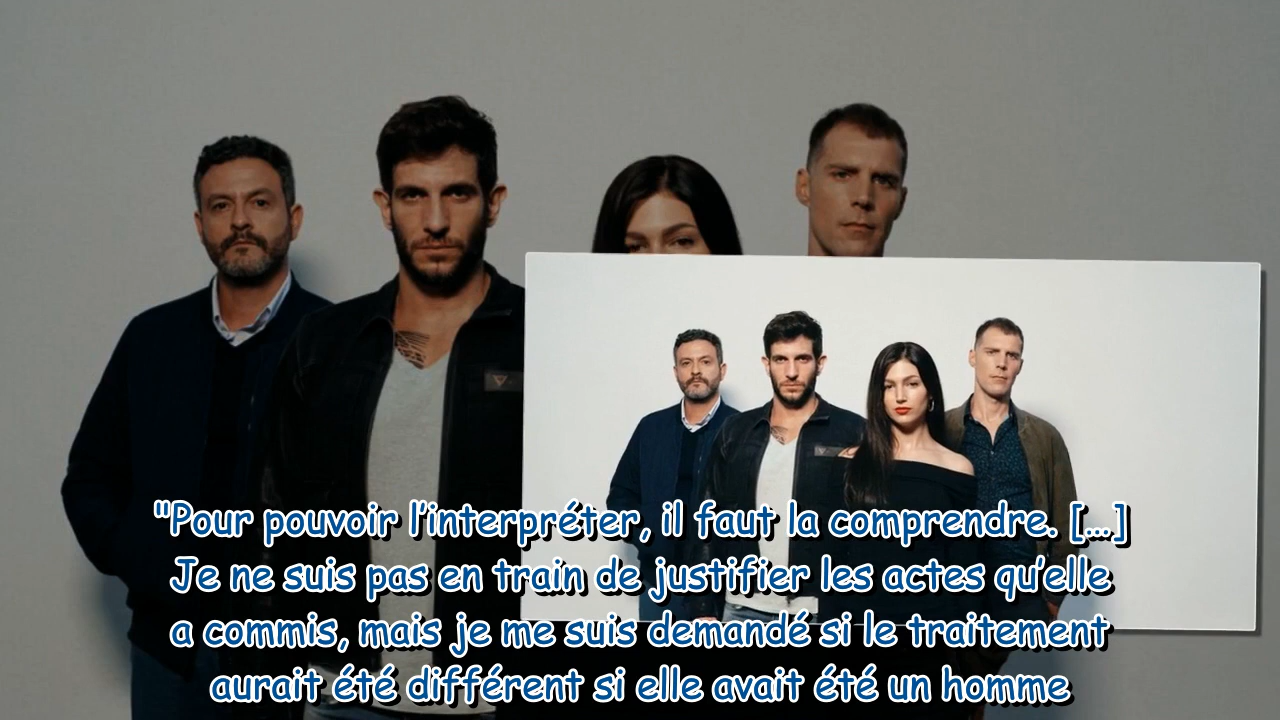 "Pour pouvoir l'interpréter, il faut la comprendre. [...]
Je ne suis pas en train de justifier les actes qu'elle
a commis, mais je me suis demandé si le traitement
aurait été différent si elle avait été un homme